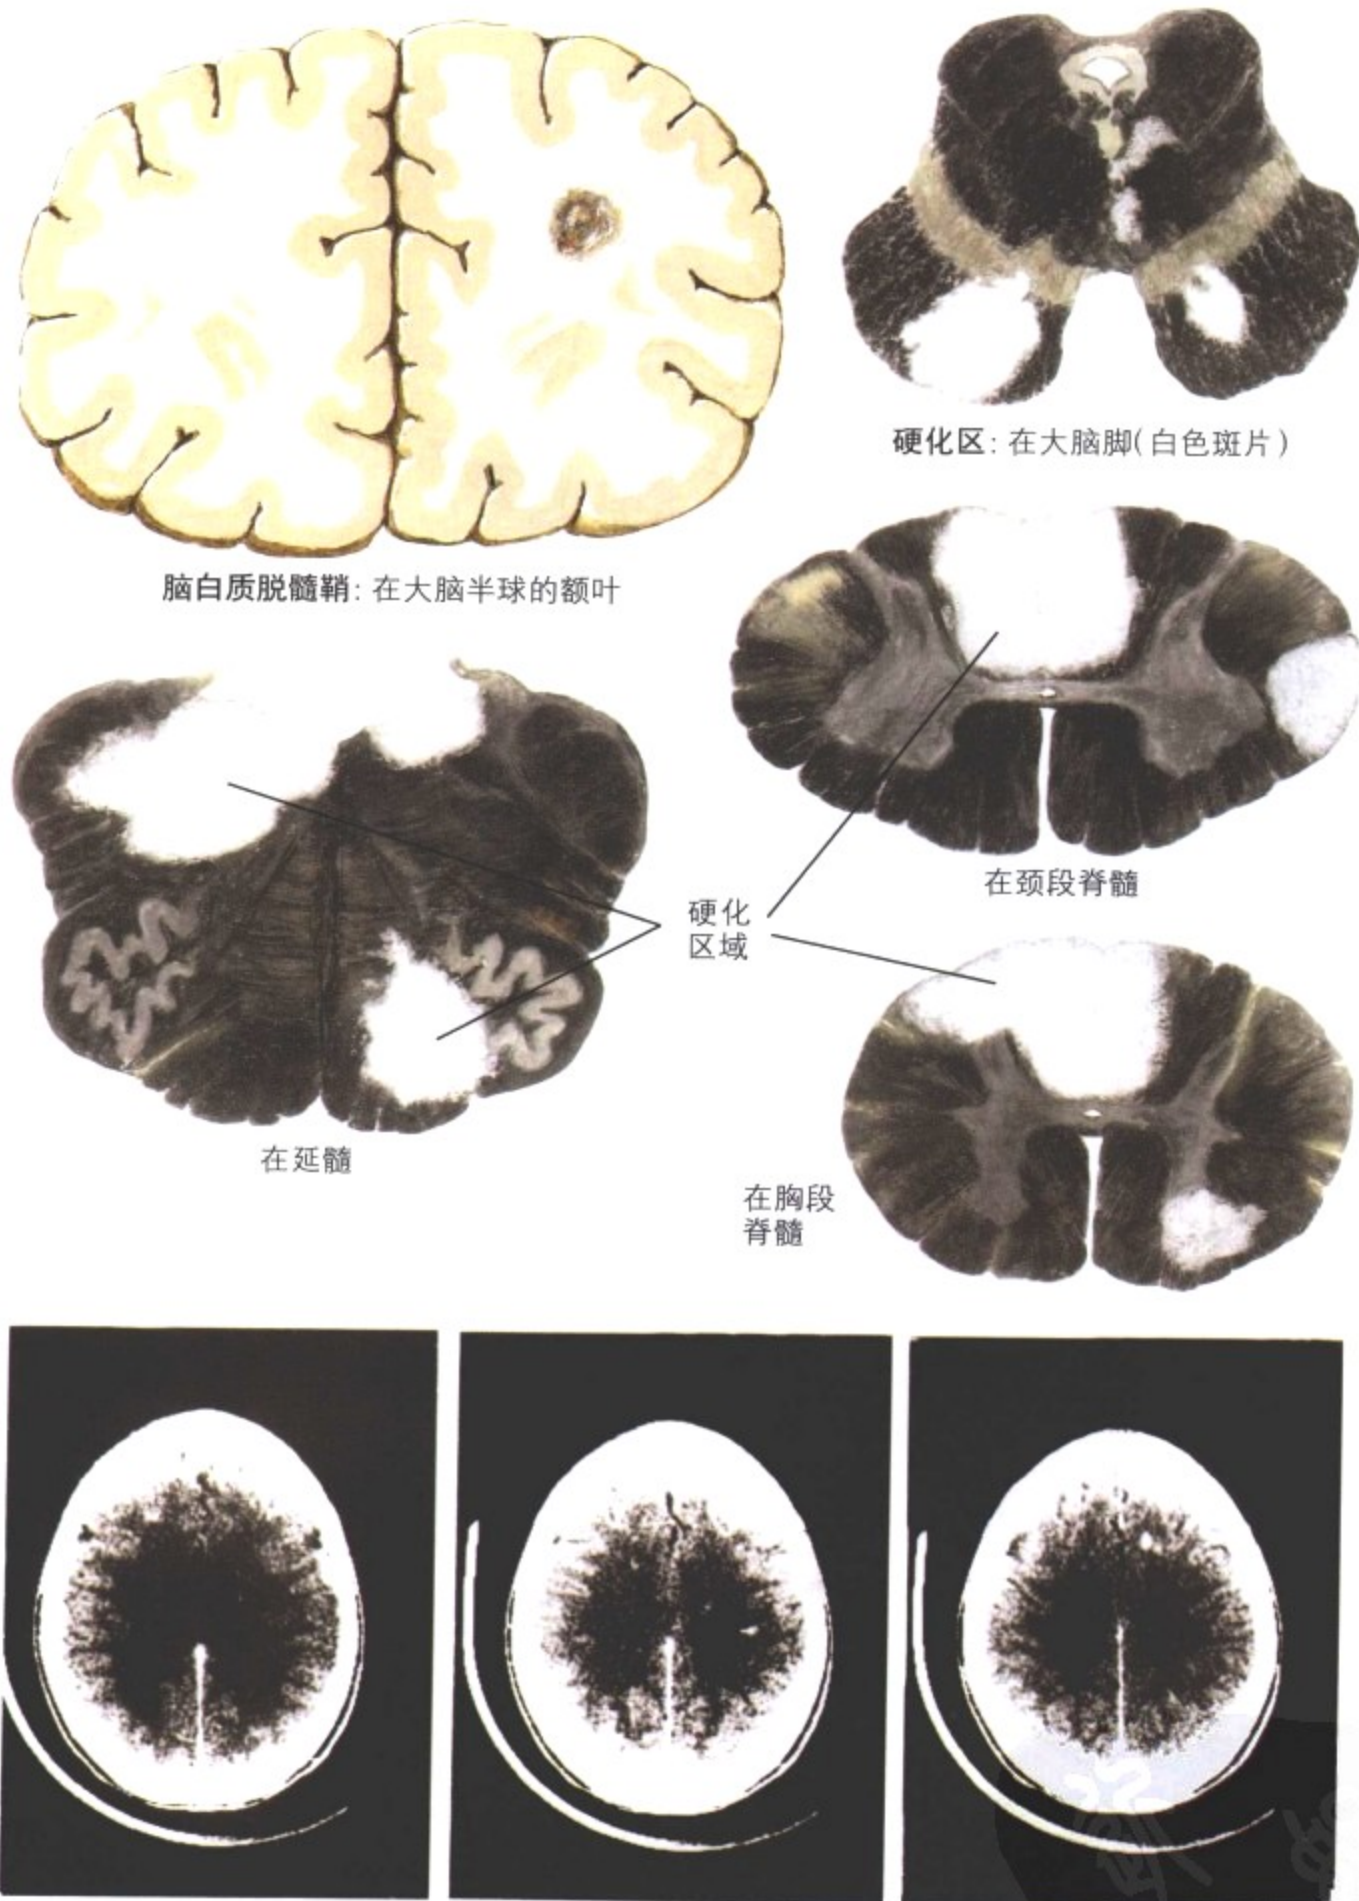 硬化区: 在大脑脚(白色斑片)
脑白质脱髓鞘: 在大脑半球的额叶
在颈段脊髓
硬化
区域
在延髓
在胸段
脊髓